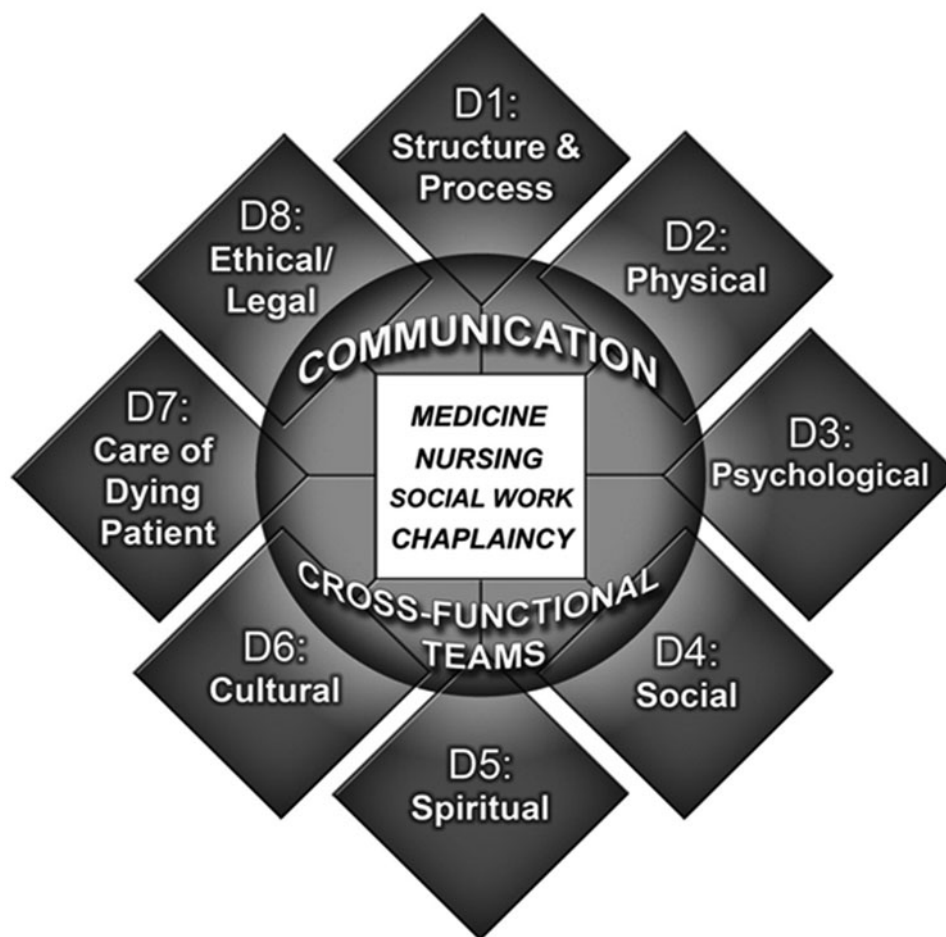 D1:
Structure &
Process
D2:
Physical
D3:
Psychological
D4:
Social
D5:
Spiritual
D6:
Cultural
D7:
Care of
Dying
Patient
D8:
Ethical/
Legal
COMMUNICATION
MEDICINE
NURSING
SOCIAL WORK
CHAPLAINCY
CROSS-FUNCTIONAL
TEAMS